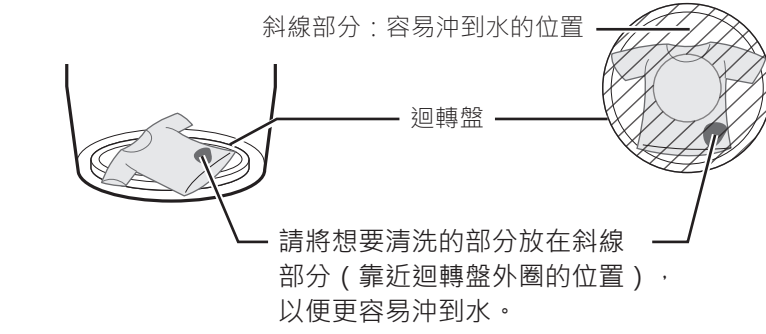 斜線部分：容易沖到水的位置
迴轉盤
請將想要清洗的部分放在斜線
部分（靠近迴轉盤外圈的位置），
以便更容易沖到水。